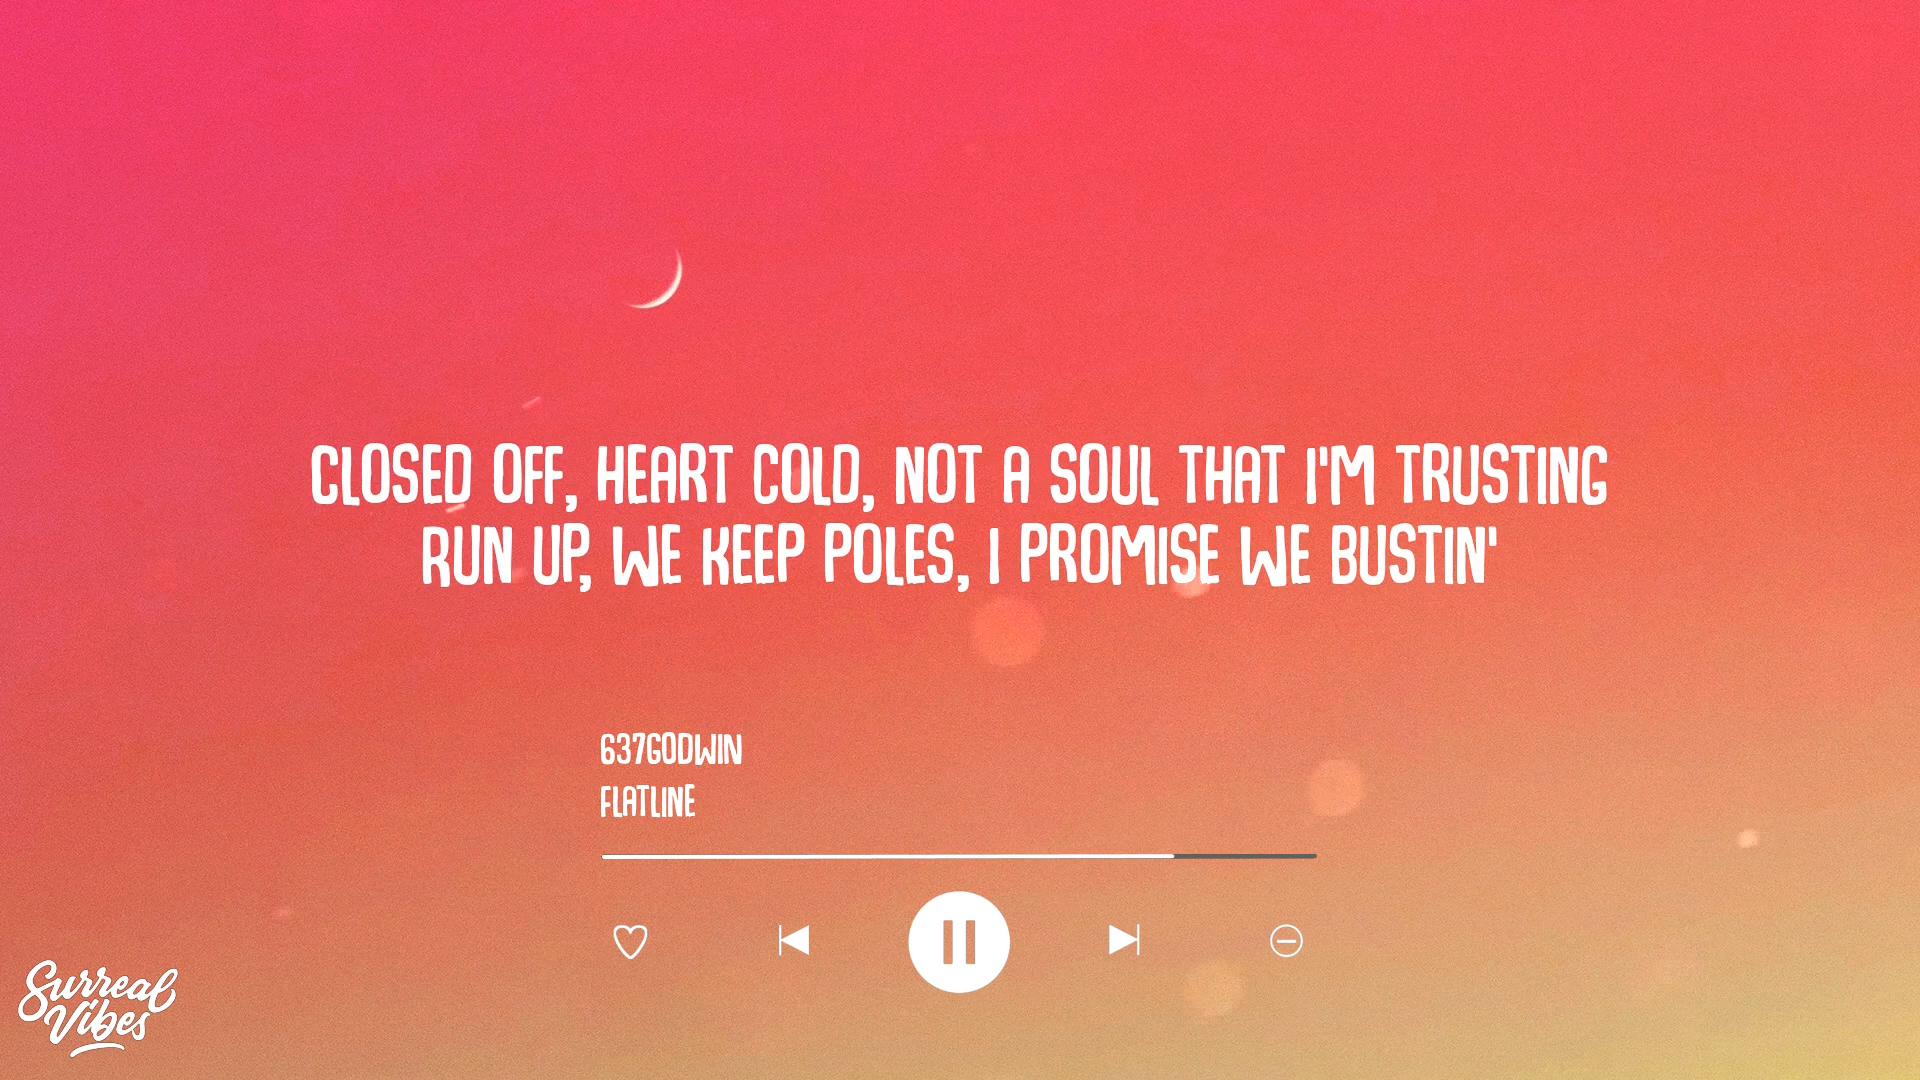 CLOSED OFF, HEART COLD, NOT A SOUL THAT I'M TRUSTING
RUN UP, WE KEEP POLES, I PROMISE WE BUSTIN'
637GODWIN
FLATLINE
Surreal
Vibes